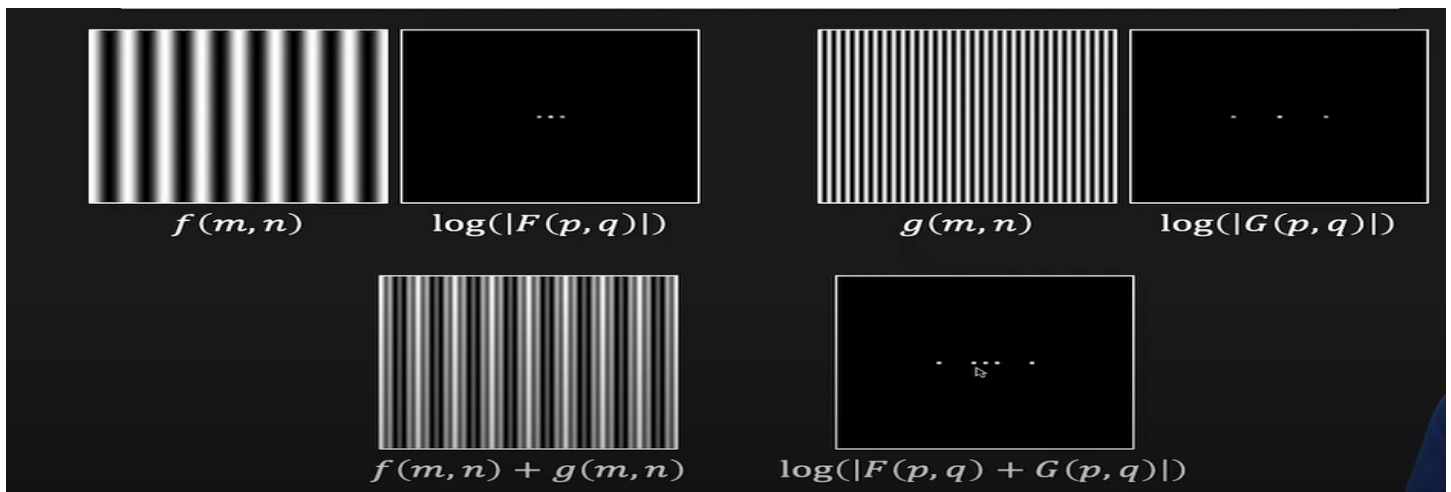 f(m, n)
log(|F(p, q)|)
g(m, n)
log(|G(p, q)|)
f(m, n) + g(m, n)
log(|F(p, q) + G(p, q)|)